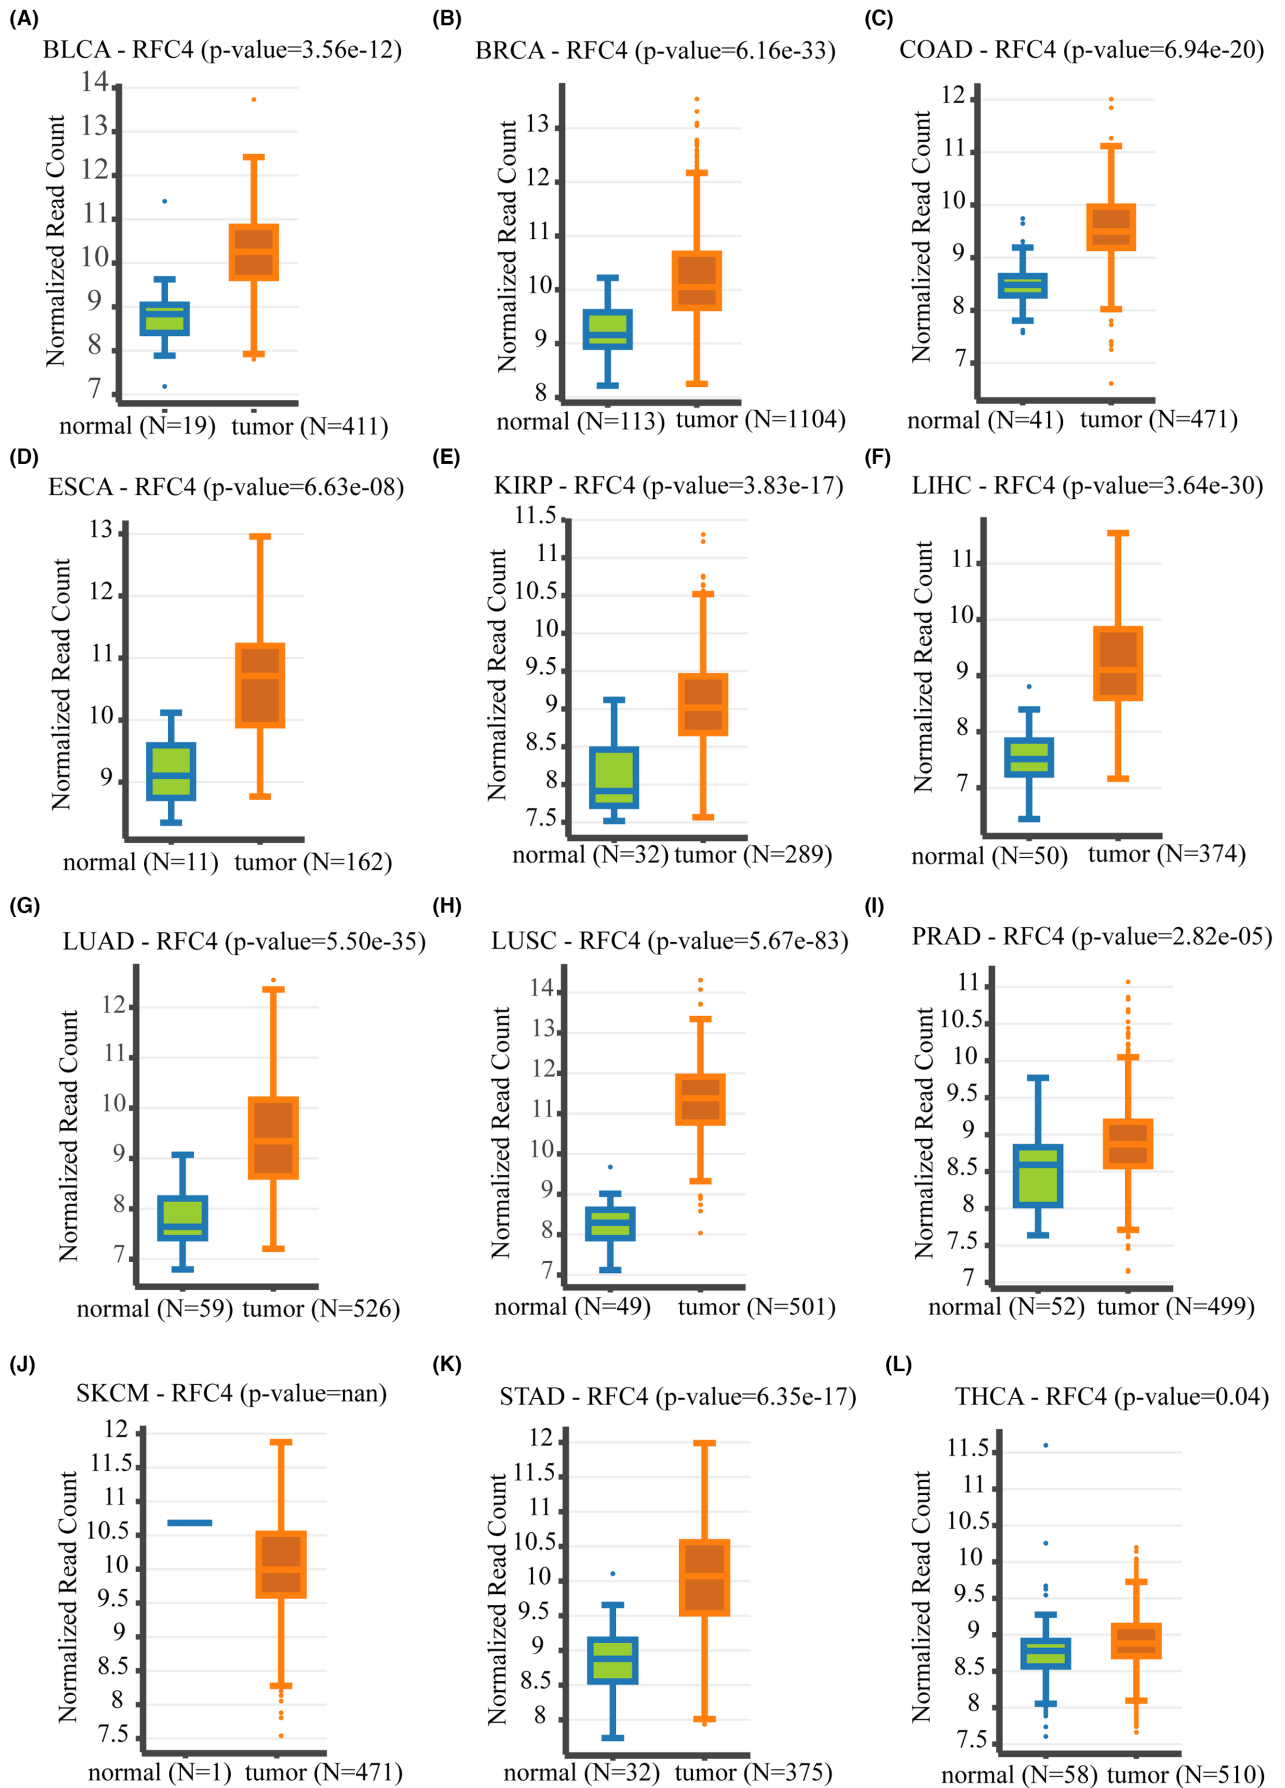 (A)
BLCA - RFC4 (p-value=3.56e-12)
Normalized Read Count
14
13
12
11
10
9
8
7
normal (N=19) tumor (N=411)
(B)
BRCA - RFC4 (p-value=6.16e-33)
Normalized Read Count
13
12
11
10
9
8
normal (N=113) tumor (N=1104)
(C)
COAD - RFC4 (p-value=6.94e-20)
Normalized Read Count
12
11
10
9
8
7
normal (N=41) tumor (N=471)
(D)
ESCA - RFC4 (p-value=6.63e-08)
Normalized Read Count
13
12
11
10
9
normal (N=11) tumor (N=162)
(E)
KIRP - RFC4 (p-value=3.83e-17)
Normalized Read Count
11.5
11
10.5
10
9.5
9
8.5
8
7.5
normal (N=32) tumor (N=289)
(F)
LIHC - RFC4 (p-value=3.64e-30)
Normalized Read Count
11
10
9
8
7
normal (N=50) tumor (N=374)
(G)
LUAD - RFC4 (p-value=5.50e-35)
Normalized Read Count
12
11
10
9
8
7
normal (N=59) tumor (N=526)
(H)
LUSC - RFC4 (p-value=5.67e-83)
Normalized Read Count
14
13
12
11
10
9
8
7
normal (N=49) tumor (N=501)
(I)
PRAD - RFC4 (p-value=2.82e-05)
Normalized Read Count
11
10.5
10
9.5
9
8.5
8
7.5
7
normal (N=52) tumor (N=499)
(J)
SKCM - RFC4 (p-value=nan)
Normalized Read Count
12
11.5
11
10.5
10
9.5
9
8.5
8
7.5
normal (N=1) tumor (N=471)
(K)
STAD - RFC4 (p-value=6.35e-17)
Normalized Read Count
12
11.5
11
10.5
10
9.5
9
8.5
8
normal (N=32) tumor (N=375)
(L)
THCA - RFC4 (p-value=0.04)
Normalized Read Count
11.5
11
10.5
10
9.5
9
8.5
8
7.5
normal (N=58) tumor (N=510)